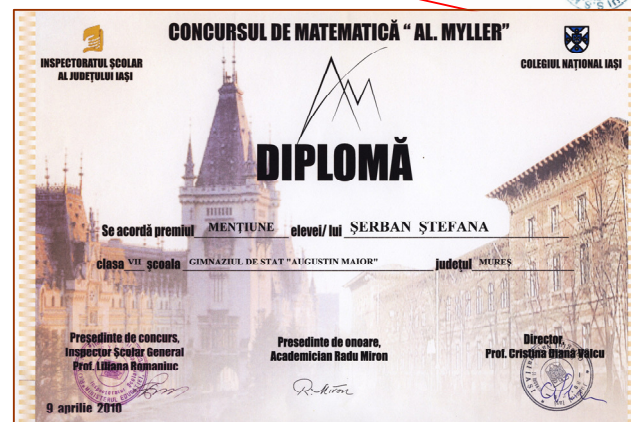 CONCURSUL DE MATEMATICĂ “ AL. MYLLER”
INSPECTORATUL ŞCOLAR
AL JUDEŢULUI IAŞI
COLEGIUL NAŢIONAL IAŞI
DIPLOMĂ
Se acordă premiul MENŢIUNE elevei/ lui ŞERBAN ŞTEFANA
clasa VII şcoala GIMNAZIUL DE STAT "AUGUSTIN MAIOR" judeţul MUREŞ
Preşedinte de concurs,
Inspector Şcolar General
Prof. Liliana Romaniuc
Preşedinte de onoare,
Academician Radu Miron
R. Miron
Director,
Prof. Cristina Diana Vâlcu
9 aprilie 2010